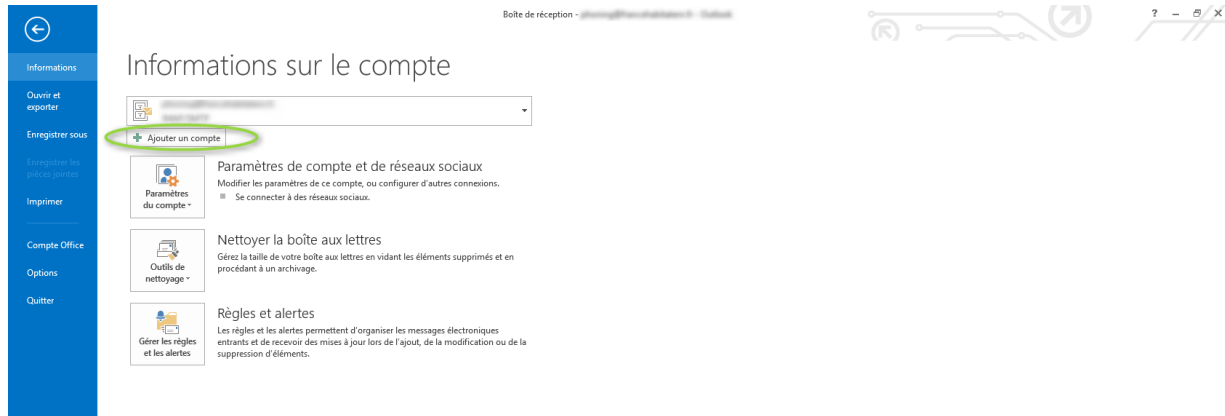 Boîte de réception - - Outlook
?
Informations
Ouvrir et
exporter
Enregistrer sous
Enregistrer les
pièces jointes
Imprimer
Compte Office
Options
Quitter
Informations sur le compte
Ajouter un compte
Paramètres
du compte
Paramètres de compte et de réseaux sociaux
Modifier les paramètres de ce compte, ou configurer d'autres connexions.
Se connecter à des réseaux sociaux.
Outils de
nettoyage
Nettoyer la boîte aux lettres
Gérez la taille de votre boîte aux lettres en vidant les éléments supprimés et en
procédant à un archivage.
Gérer les règles
et les alertes
Règles et alertes
Les règles et les alertes permettent d'organiser les messages électroniques
entrants et de recevoir des mises à jour lors de l'ajout, de la modification ou de la
suppression d'éléments.